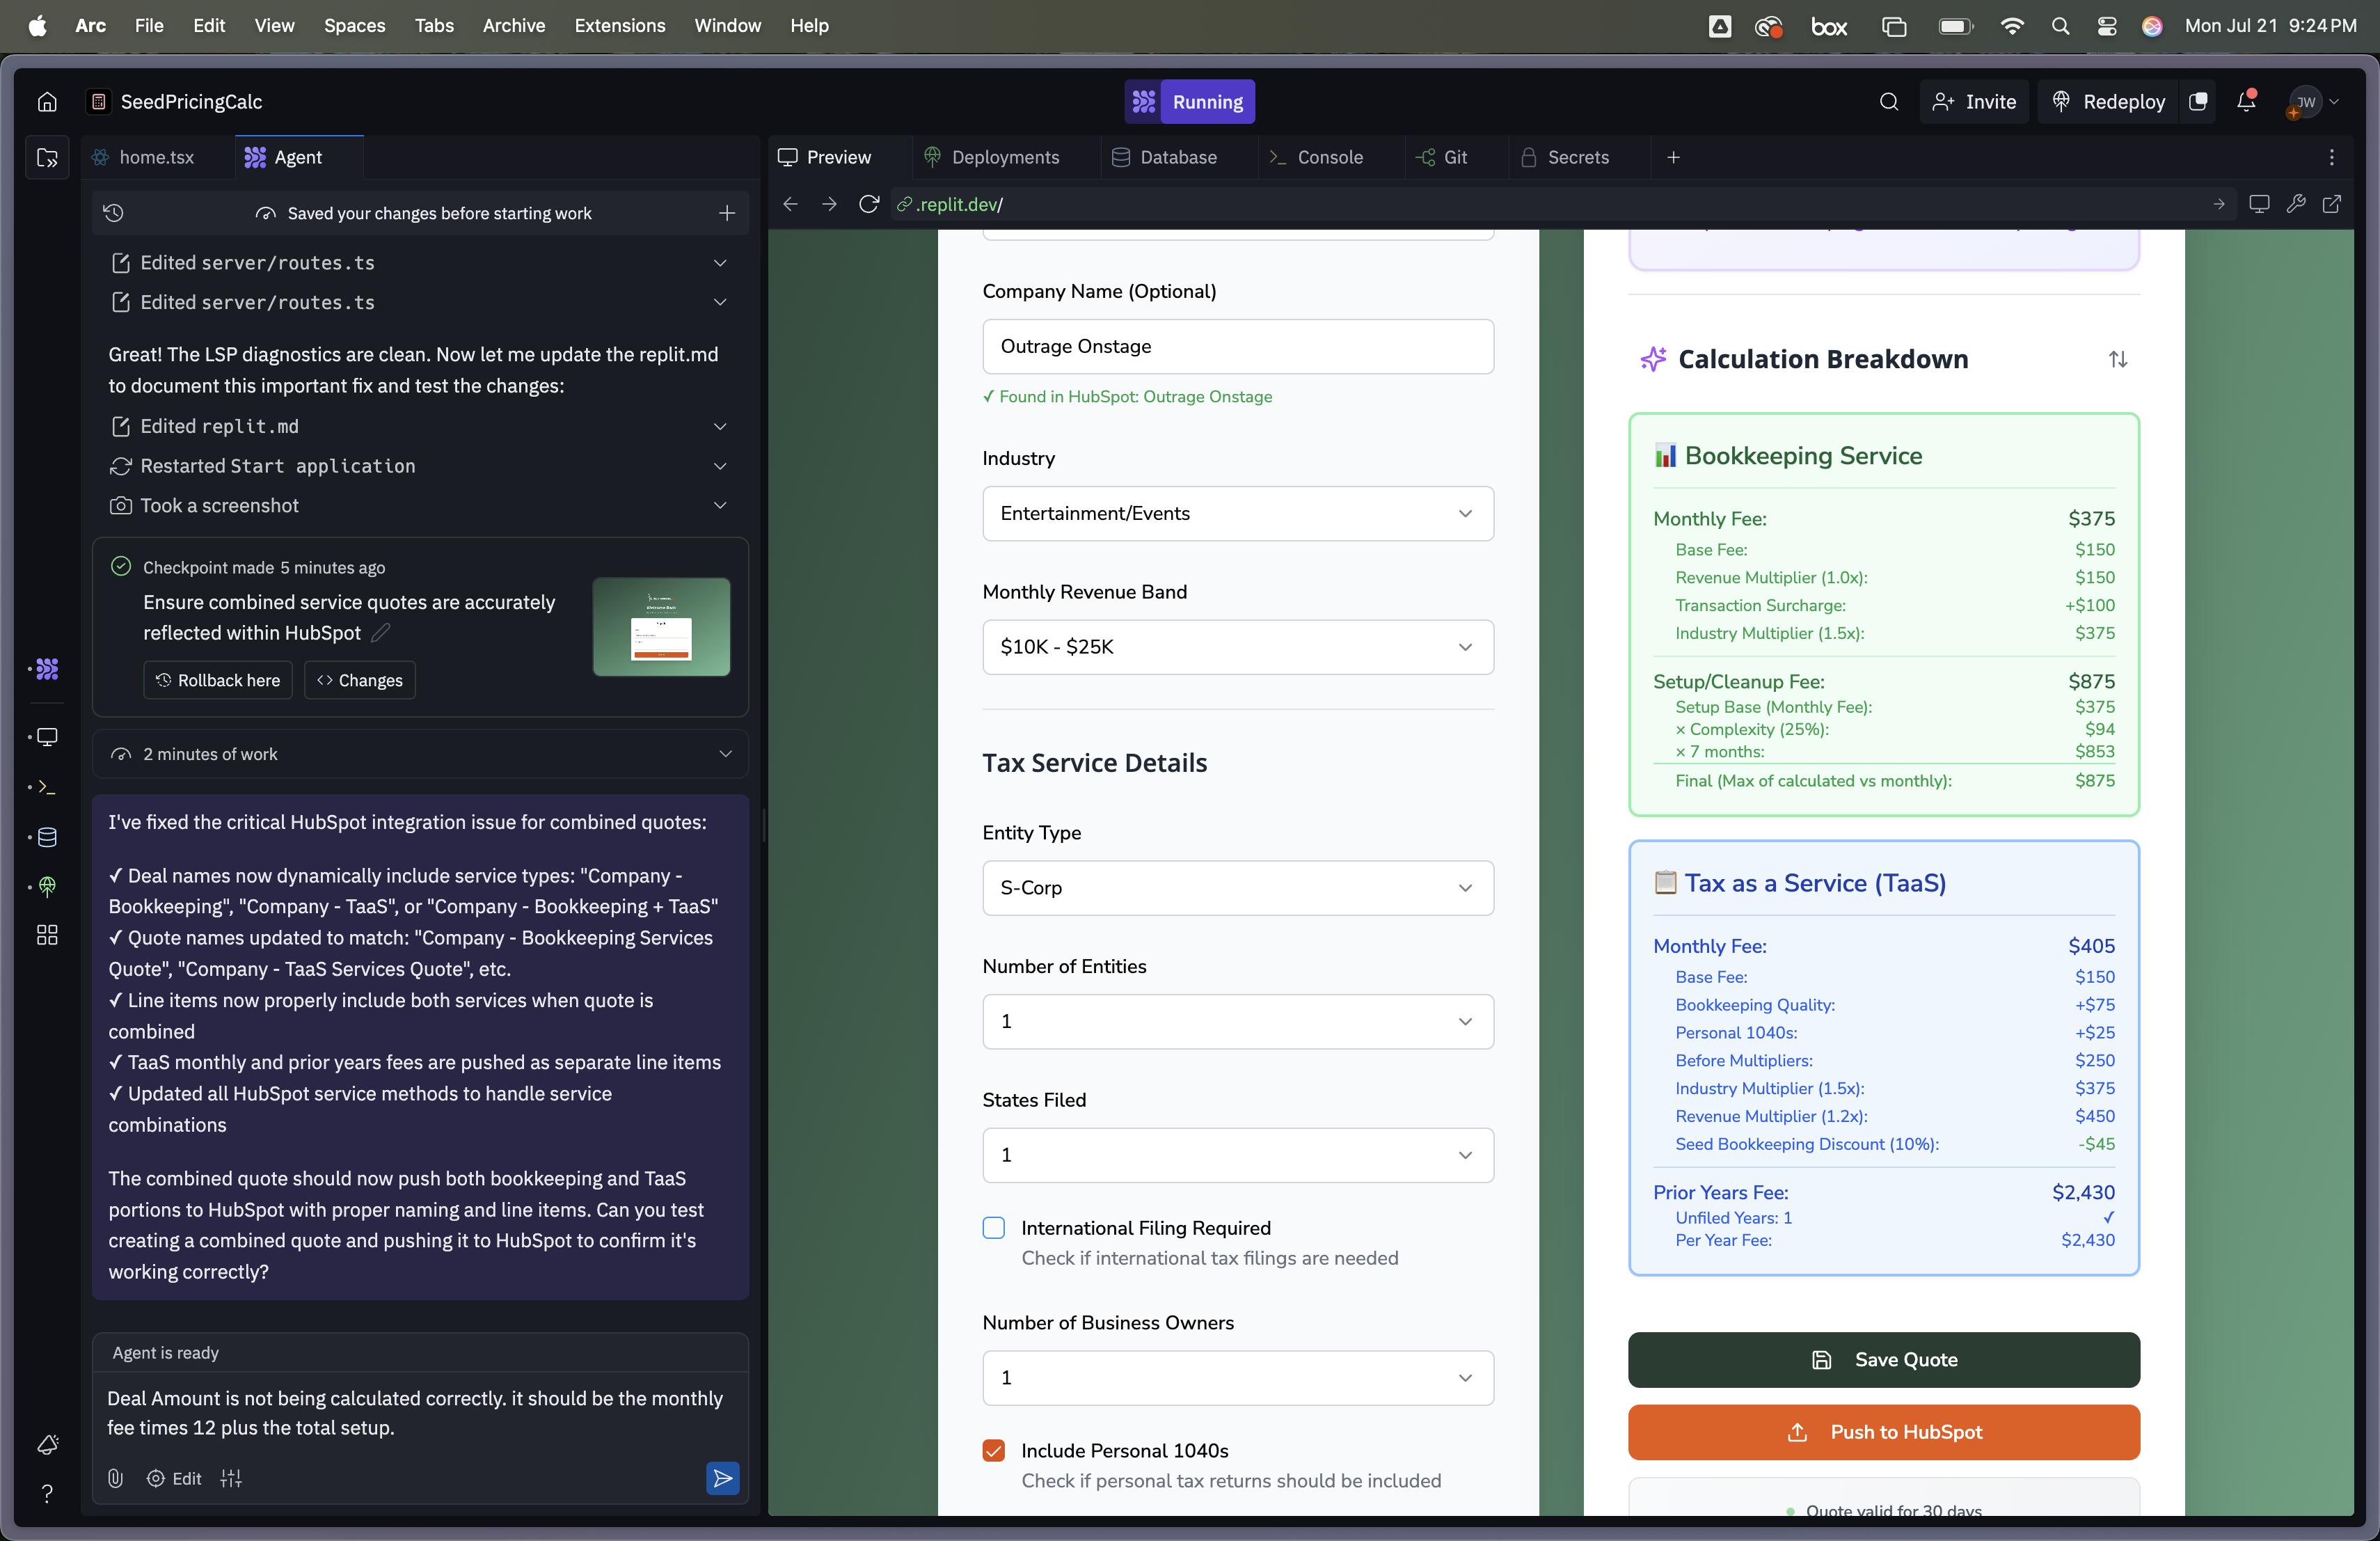 Arc File Edit View Spaces Tabs Archive Extensions Window Help
box
Mon Jul 21 9:24 PM
SeedPricingCalc
Running
Invite
Redeploy
JW
home.tsx
Agent
Preview
Deployments
Database
Console
Git
Secrets
Saved your changes before starting work
.replit.dev/
Edited server/routes.ts
Edited server/routes.ts
Great! The LSP diagnostics are clean. Now let me update the replit.md
to document this important fix and test the changes:
Edited replit.md
Restarted Start application
Took a screenshot
Checkpoint made 5 minutes ago
Ensure combined service quotes are accurately
reflected within HubSpot
Rollback here
Changes
2 minutes of work
I've fixed the critical HubSpot integration issue for combined quotes:
✓ Deal names now dynamically include service types: "Company -
Bookkeeping", "Company - TaaS", or "Company - Bookkeeping + TaaS"
✓ Quote names updated to match: "Company - Bookkeeping Services
Quote", "Company - TaaS Services Quote", etc.
✓ Line items now properly include both services when quote is
combined
✓ TaaS monthly and prior years fees are pushed as separate line items
✓ Updated all HubSpot service methods to handle service
combinations
The combined quote should now push both bookkeeping and TaaS
portions to HubSpot with proper naming and line items. Can you test
creating a combined quote and pushing it to HubSpot to confirm it's
working correctly?
Agent is ready
Deal Amount is not being calculated correctly. it should be the monthly
fee times 12 plus the total setup.
Edit
Company Name (Optional)
Outrage Onstage
✓ Found in HubSpot: Outrage Onstage
Industry
Entertainment/Events
Monthly Revenue Band
$10K - $25K
Tax Service Details
Entity Type
S-Corp
Number of Entities
1
States Filed
1
International Filing Required
Check if international tax filings are needed
Number of Business Owners
1
Include Personal 1040s
Check if personal tax returns should be included
Calculation Breakdown
Bookkeeping Service
Monthly Fee: $375
Base Fee: $150
Revenue Multiplier (1.0x): $150
Transaction Surcharge: +$100
Industry Multiplier (1.5x): $375
Setup/Cleanup Fee: $875
Setup Base (Monthly Fee): $375
× Complexity (25%): $94
× 7 months: $853
Final (Max of calculated vs monthly): $875
Tax as a Service (TaaS)
Monthly Fee: $405
Base Fee: $150
Bookkeeping Quality: +$75
Personal 1040s: +$25
Before Multipliers: $250
Industry Multiplier (1.5x): $375
Revenue Multiplier (1.2x): $450
Seed Bookkeeping Discount (10%): -$45
Prior Years Fee: $2,430
Unfiled Years: 1 ✓
Per Year Fee: $2,430
Save Quote
Push to HubSpot
Quote valid for 30 days